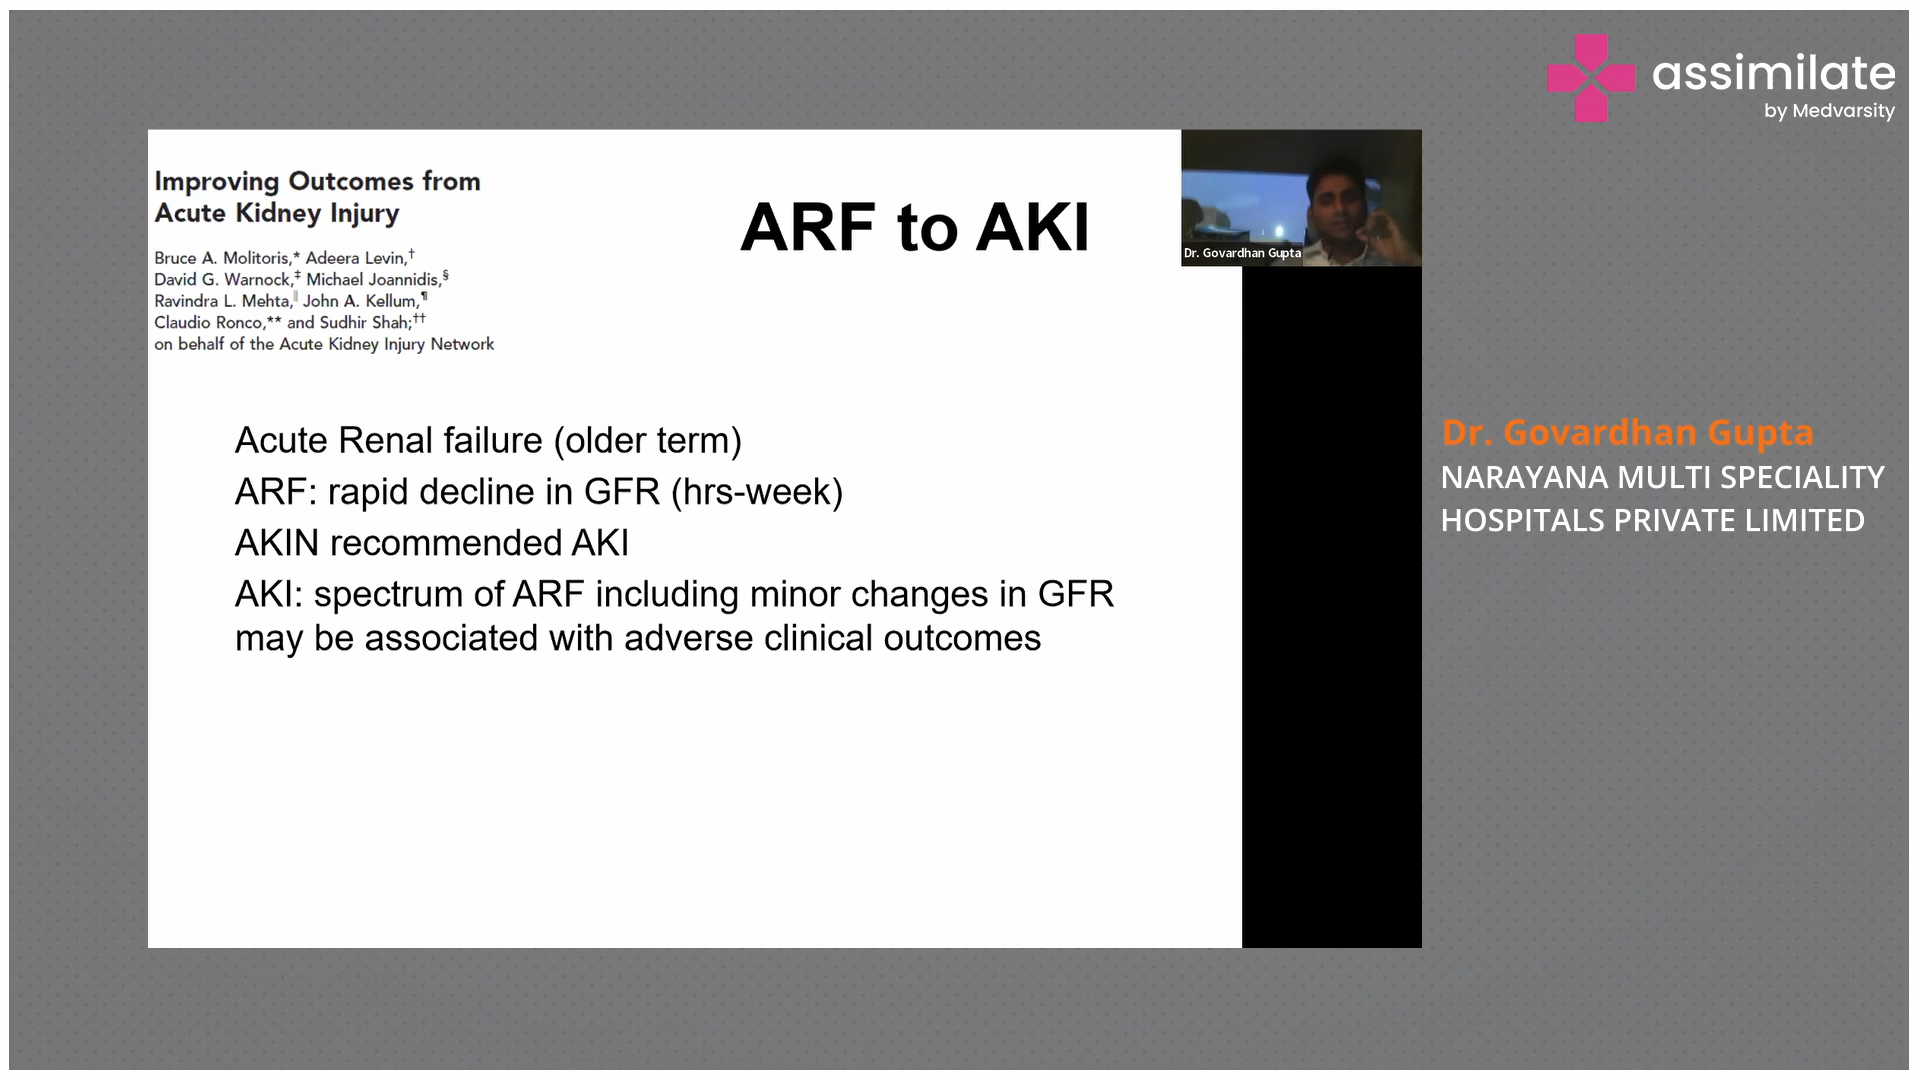 assimilate
by Medvarsity
Improving Outcomes from
Acute Kidney Injury
Bruce A. Molitoris,* Adeera Levin,†
David G. Warnock,‡ Michael Joannidis,§
Ravindra L. Mehta,‖ John A. Kellum,¶
Claudio Ronco,** and Sudhir Shah;††
on behalf of the Acute Kidney Injury Network
ARF to AKI
Dr. Govardhan Gupta
Acute Renal failure (older term)
ARF: rapid decline in GFR (hrs-week)
AKIN recommended AKI
AKI: spectrum of ARF including minor changes in GFR
may be associated with adverse clinical outcomes
Dr. Govardhan Gupta
NARAYANA MULTI SPECIALITY
HOSPITALS PRIVATE LIMITED